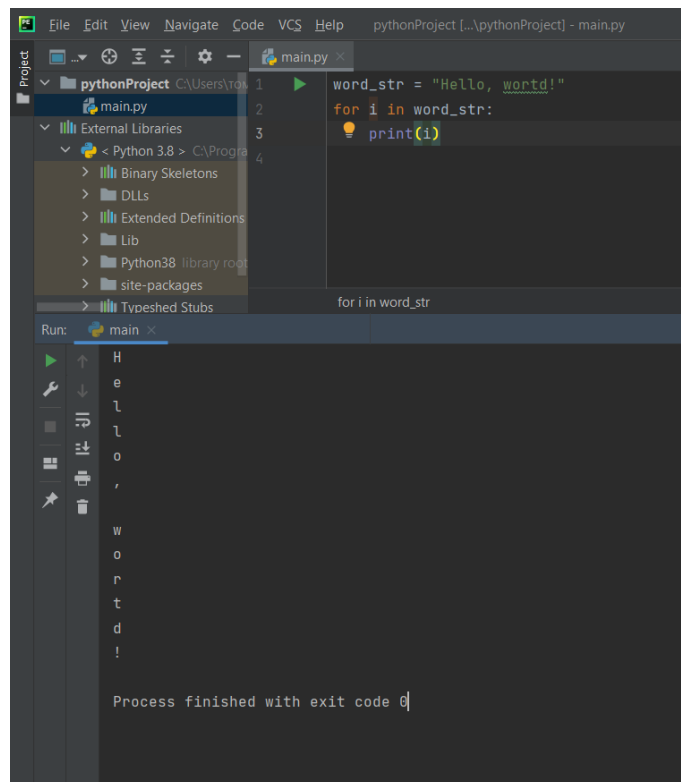 PE File Edit View Navigate Code VCS Help pythonProject [...\pythonProject] - main.py
Project
... main.py
pythonProject C:\Users\
main.py
External Libraries
< Python 3.8 > C:\Progra
Binary Skeletons
DLLs
Extended Definitions
Lib
Python38 library root
site-packages
Typeshed Stubs
1 word_str = "Hello, wortd!"
2 for i in word_str:
3 print(i)
4
for i in word_str
Run: main
H
e
l
l
o
,
w
o
r
t
d
!
Process finished with exit code 0